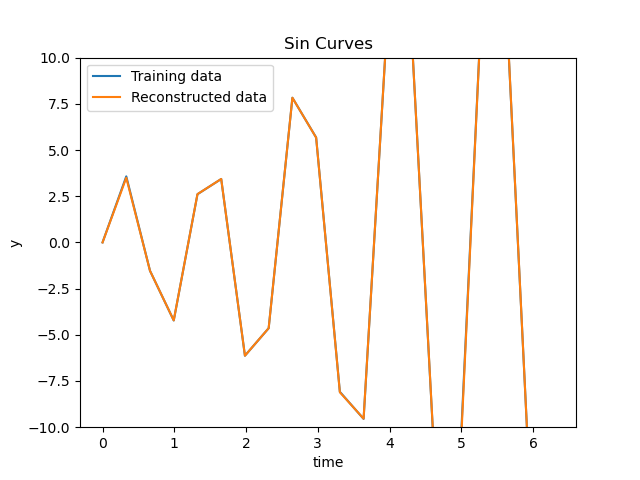 Sin Curves
Training data
Reconstructed data
10.0
7.5
5.0
2.5
0.0
−2.5
−5.0
−7.5
−10.0
y
0 1 2 3 4 5 6
time